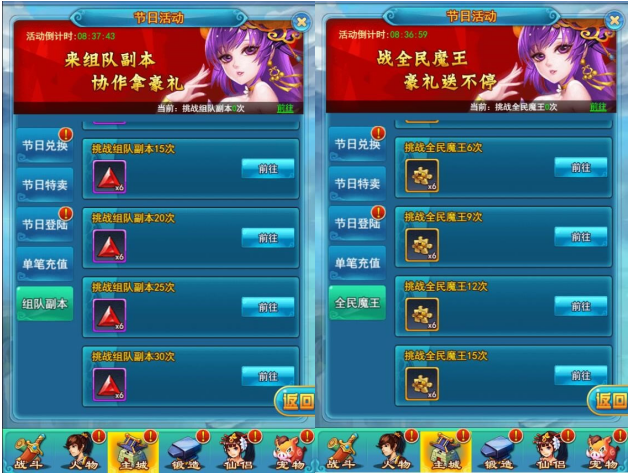 节日活动
活动倒计时:08:37:43
来组队副本
协作拿豪礼
当前：挑战组队副本0次
前往
节日兑换
节日特卖
节日登陆
单笔充值
组队副本
挑战组队副本15次
x6
前往
挑战组队副本20次
x6
前往
挑战组队副本25次
x6
前往
挑战组队副本30次
x6
前往
返回
战斗
人物
主城
锻造
仙侣
宠物
节日活动
活动倒计时:08:36:59
战全民魔王
豪礼送不停
当前：挑战全民魔王0次
前往
节日兑换
节日特卖
节日登陆
单笔充值
全民魔王
挑战全民魔王6次
x6
前往
挑战全民魔王9次
x6
前往
挑战全民魔王12次
x6
前往
挑战全民魔王15次
x6
前往
返回
战斗
人物
主城
锻造
仙侣
宠物